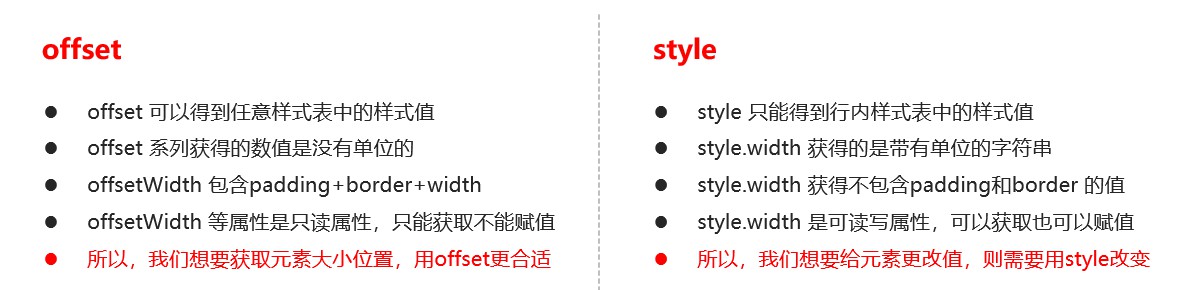 offset
● offset 可以得到任意样式表中的样式值
● offset 系列获得的数值是没有单位的
● offsetWidth 包含padding+border+width
● offsetWidth 等属性是只读属性，只能获取不能赋值
● 所以，我们想要获取元素大小位置，用offset更合适
style
● style 只能得到行内样式表中的样式值
● style.width 获得的是带有单位的字符串
● style.width 获得不包含padding和border 的值
● style.width 是可读写属性，可以获取也可以赋值
● 所以，我们想要给元素更改值，则需要用style改变